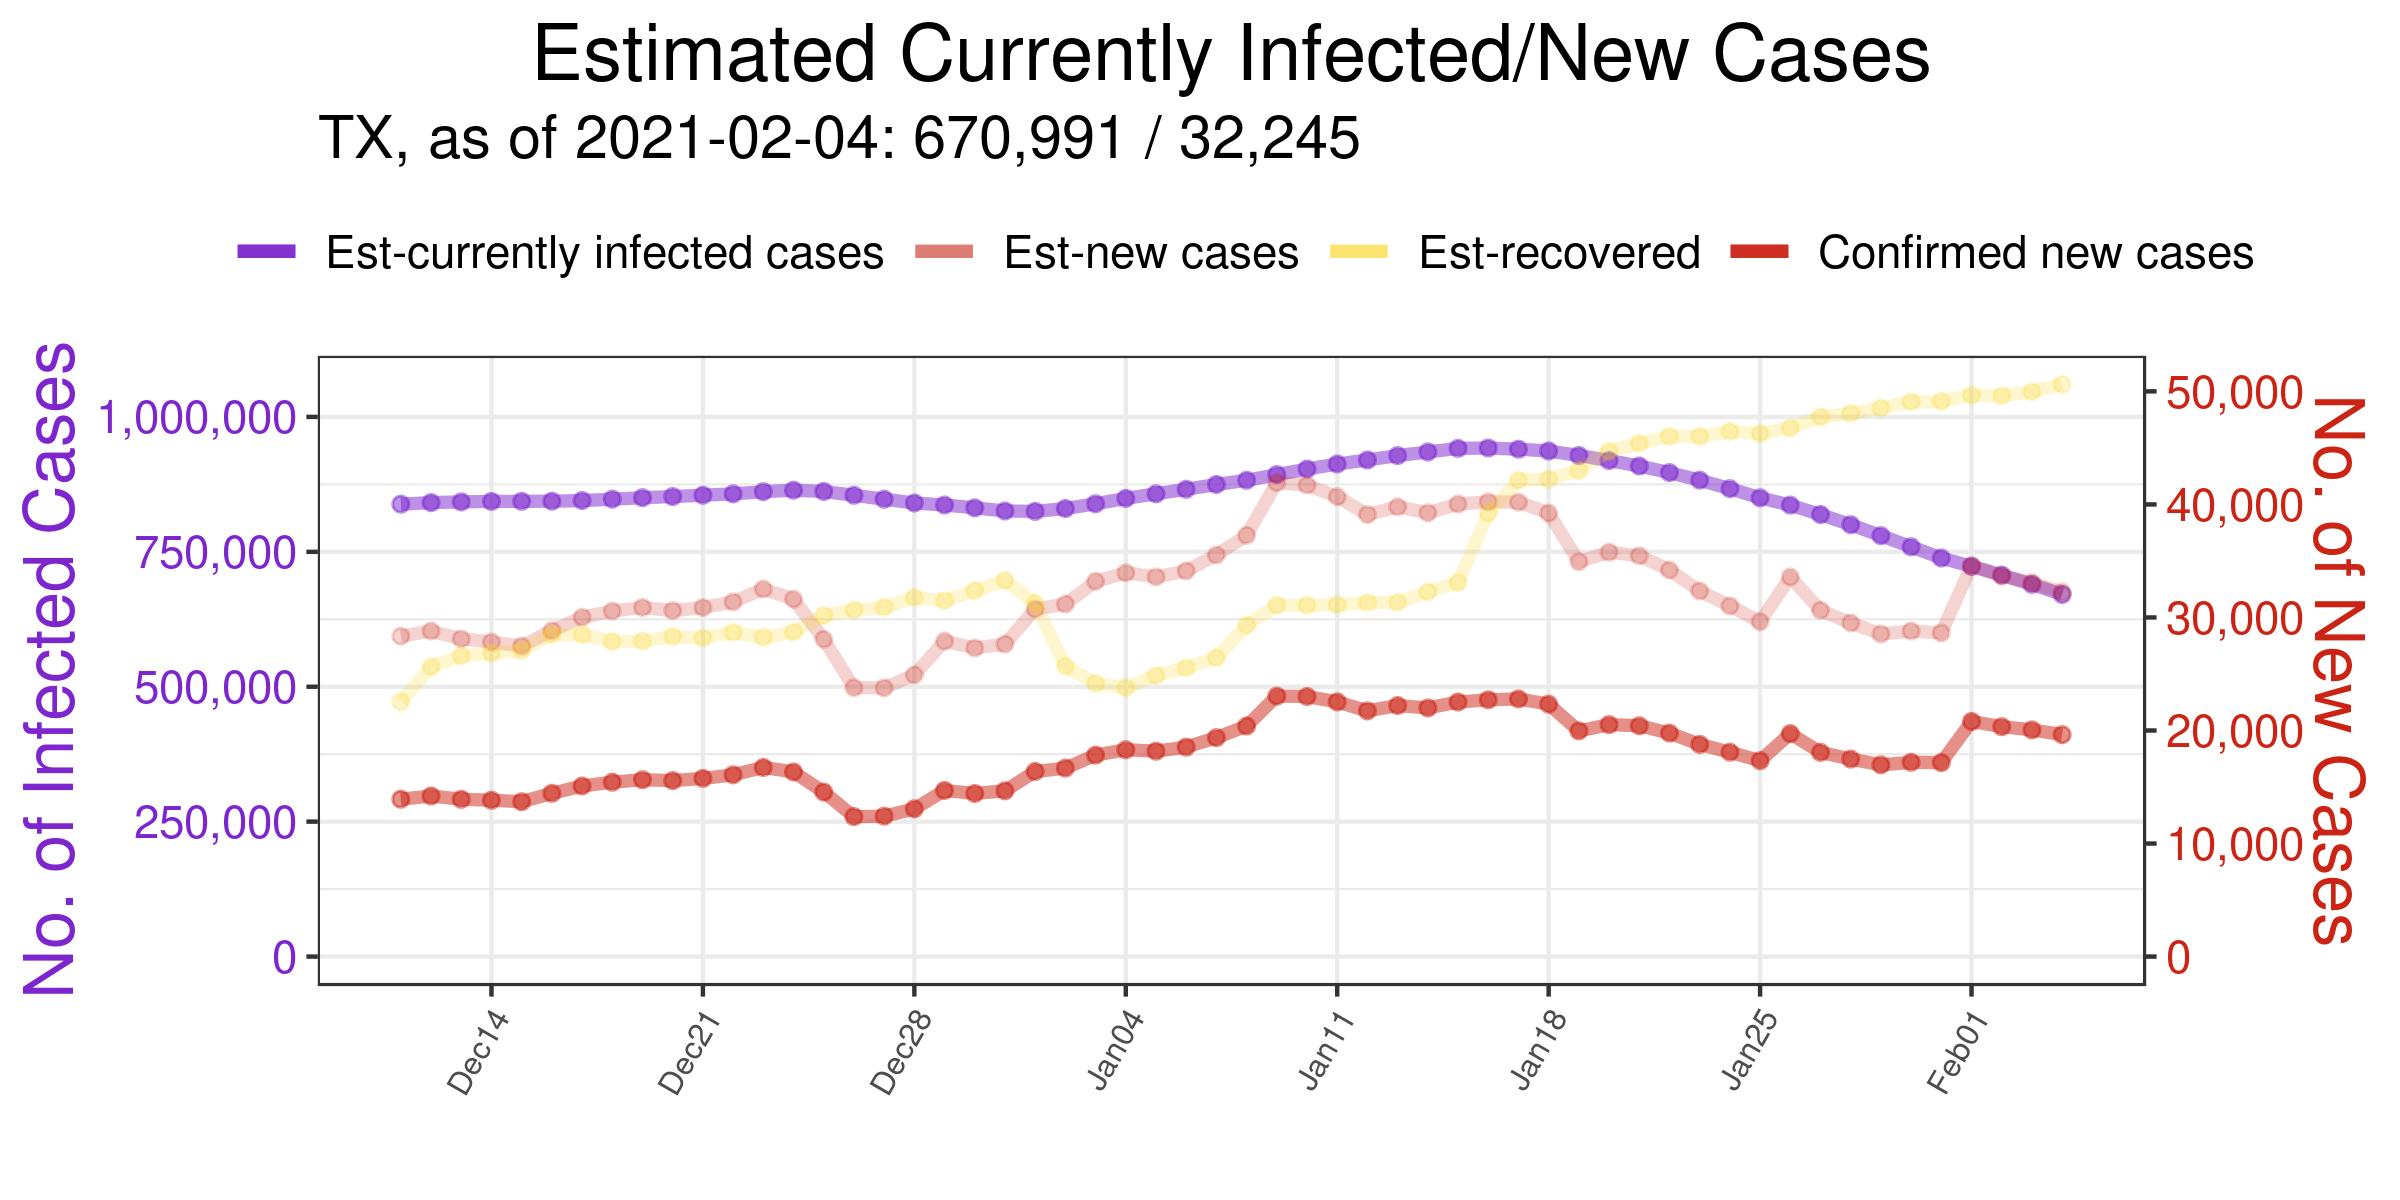 Estimated Currently Infected/New Cases
TX, as of 2021-02-04: 670,991 / 32,245
Est-currently infected cases Est-new cases Est-recovered Confirmed new cases
No. of Infected Cases
1,000,000
750,000
500,000
250,000
0
50,000
40,000
30,000
20,000
10,000
0
No. of New Cases
Dec14 Dec21 Dec28 Jan04 Jan11 Jan18 Jan25 Feb01